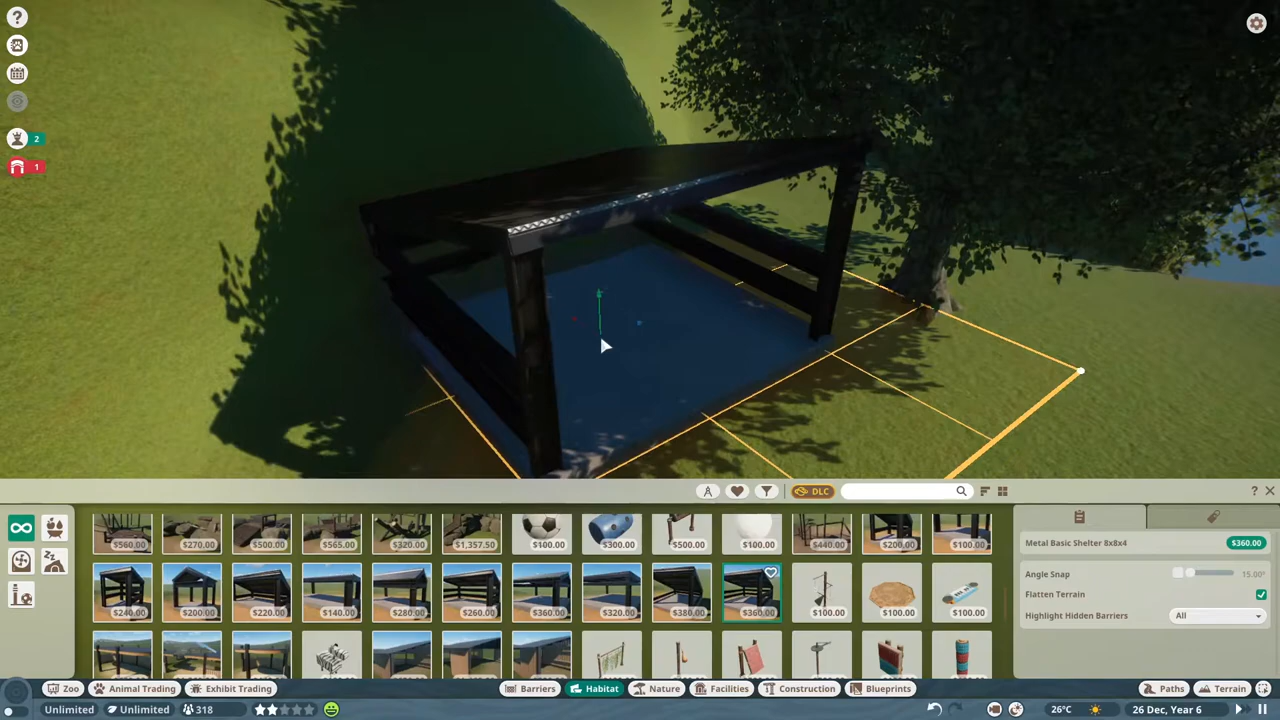 ?
2
1
DLC
?
$560.00
$270.00
$500.00
$565.00
$320.00
$1,357.50
$100.00
$300.00
$500.00
$100.00
$440.00
$200.00
$100.00
Metal Basic Shelter 8x8x4
$360.00
$240.00
$200.00
$220.00
$140.00
$280.00
$260.00
$360.00
$320.00
$380.00
$360.00
$100.00
$100.00
$100.00
Angle Snap
15.00°
Flatten Terrain
Highlight Hidden Barriers
All
Zoo
Animal Trading
Exhibit Trading
Barriers
Habitat
Nature
Facilities
Construction
Blueprints
Paths
Terrain
Unlimited
Unlimited
318
26°C
26 Dec, Year 6